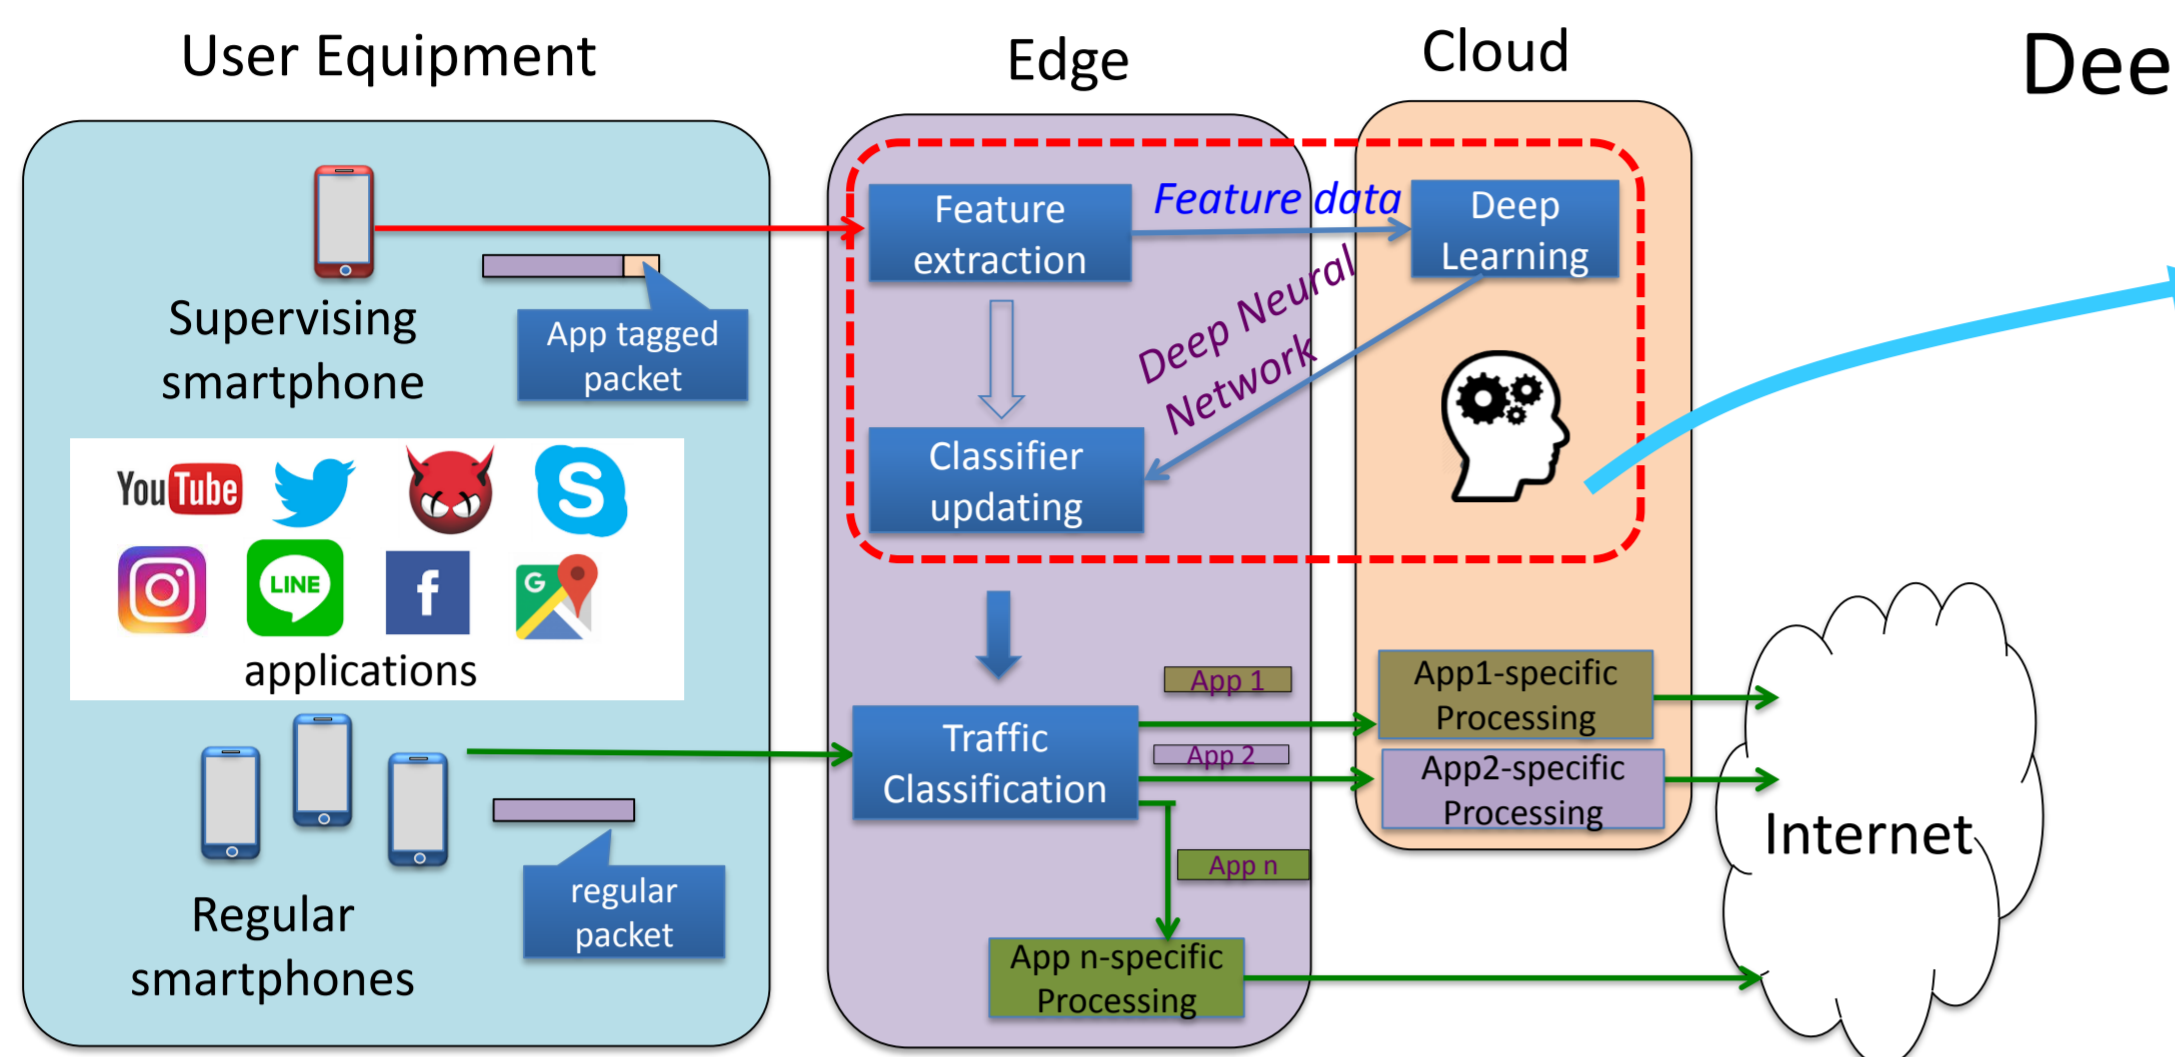 User Equipment
Edge
Cloud
Dee
Feature
extraction
Feature data
Deep
Learning
Supervising
smartphone
App tagged
packet
Deep Neural
Network
Classifier
updating
YouTube
S
LINE
f
G
applications
App 1
App1-specific
Processing
Traffic
Classification
App 2
App2-specific
Processing
Internet
App n
regular
packet
Regular
smartphones
App n-specific
Processing